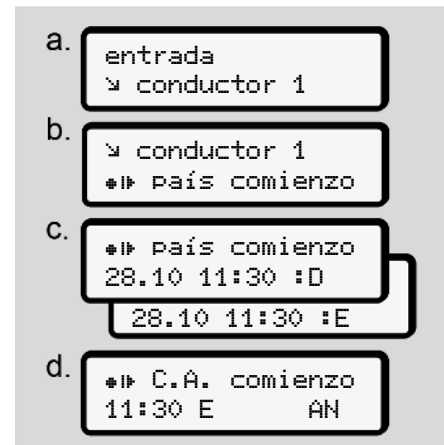 a.
entrada
↘ conductor 1
b.
↘ conductor 1
●I▶ país comienzo
c.
●I▶ país comienzo
28.10 11:30 :D
28.10 11:30 :E
d.
●I▶ C.A. comienzo
11:30 E AN